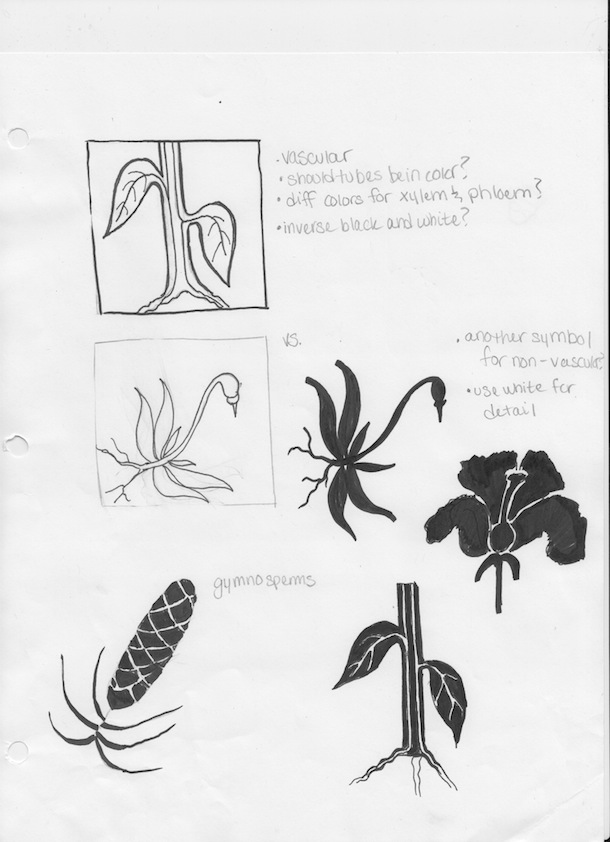 • vascular
• should tubes be in color?
• diff colors for xylem & phloem?
• inverse black and white?
vs.
• another symbol
for non-vascular?
• use white for
detail
gymnosperms